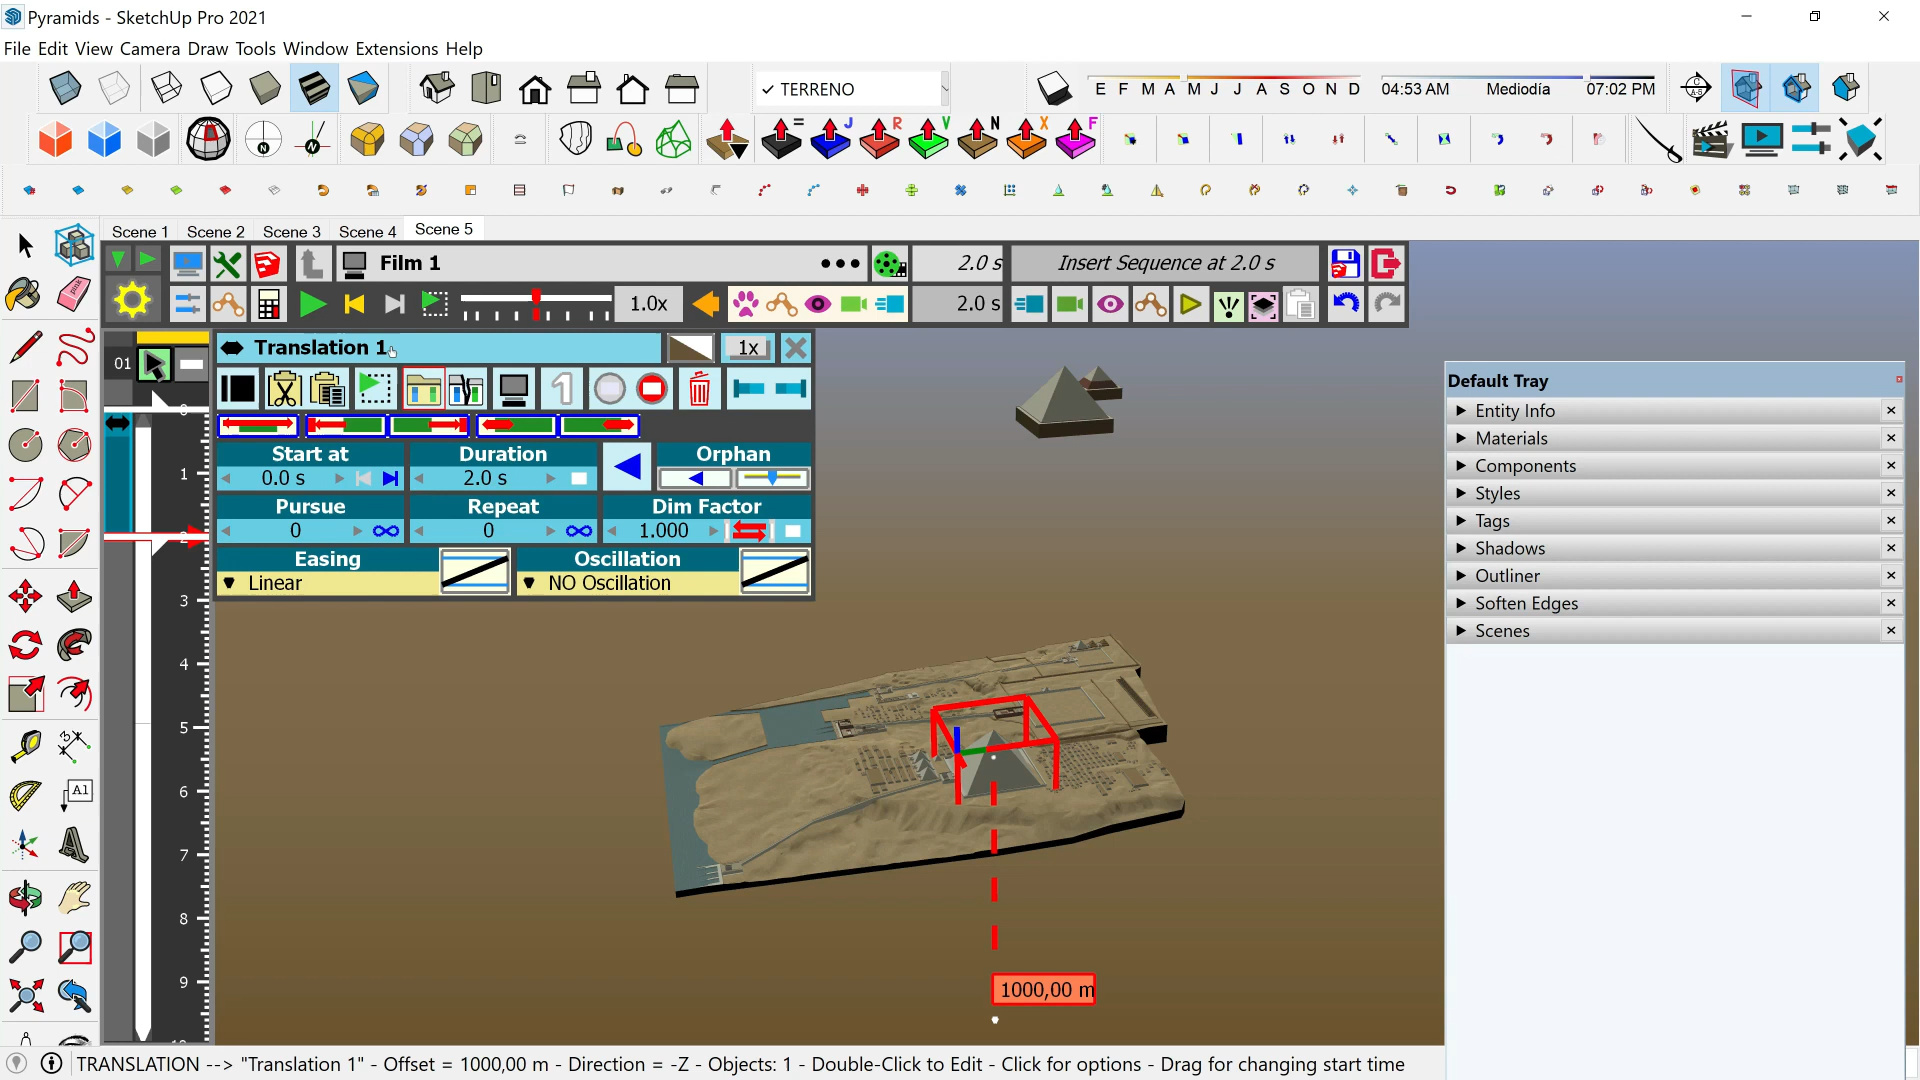 Pyramids - SketchUp Pro 2021
File Edit View Camera Draw Tools Window Extensions Help
TERRENO
E F M A M J J A S O N D
04:53 AM Mediodía 07:02 PM
= J R V N X F
Scene 1 Scene 2 Scene 3 Scene 4 Scene 5
Film 1
2.0 s
Insert Sequence at 2.0 s
1.0x
2.0 s
01
Translation 1
1x
Start at
0.0 s
Duration
2.0 s
Orphan
Pursue
0
Repeat
0
Dim Factor
1.000
Easing
Linear
Oscillation
NO Oscillation
0
1
2
3
4
5
6
7
8
9
Default Tray
Entity Info
Materials
Components
Styles
Tags
Shadows
Outliner
Soften Edges
Scenes
1000,00 m
TRANSLATION --> "Translation 1" - Offset = 1000,00 m - Direction = -Z - Objects: 1 - Double-Click to Edit - Click for options - Drag for changing start time